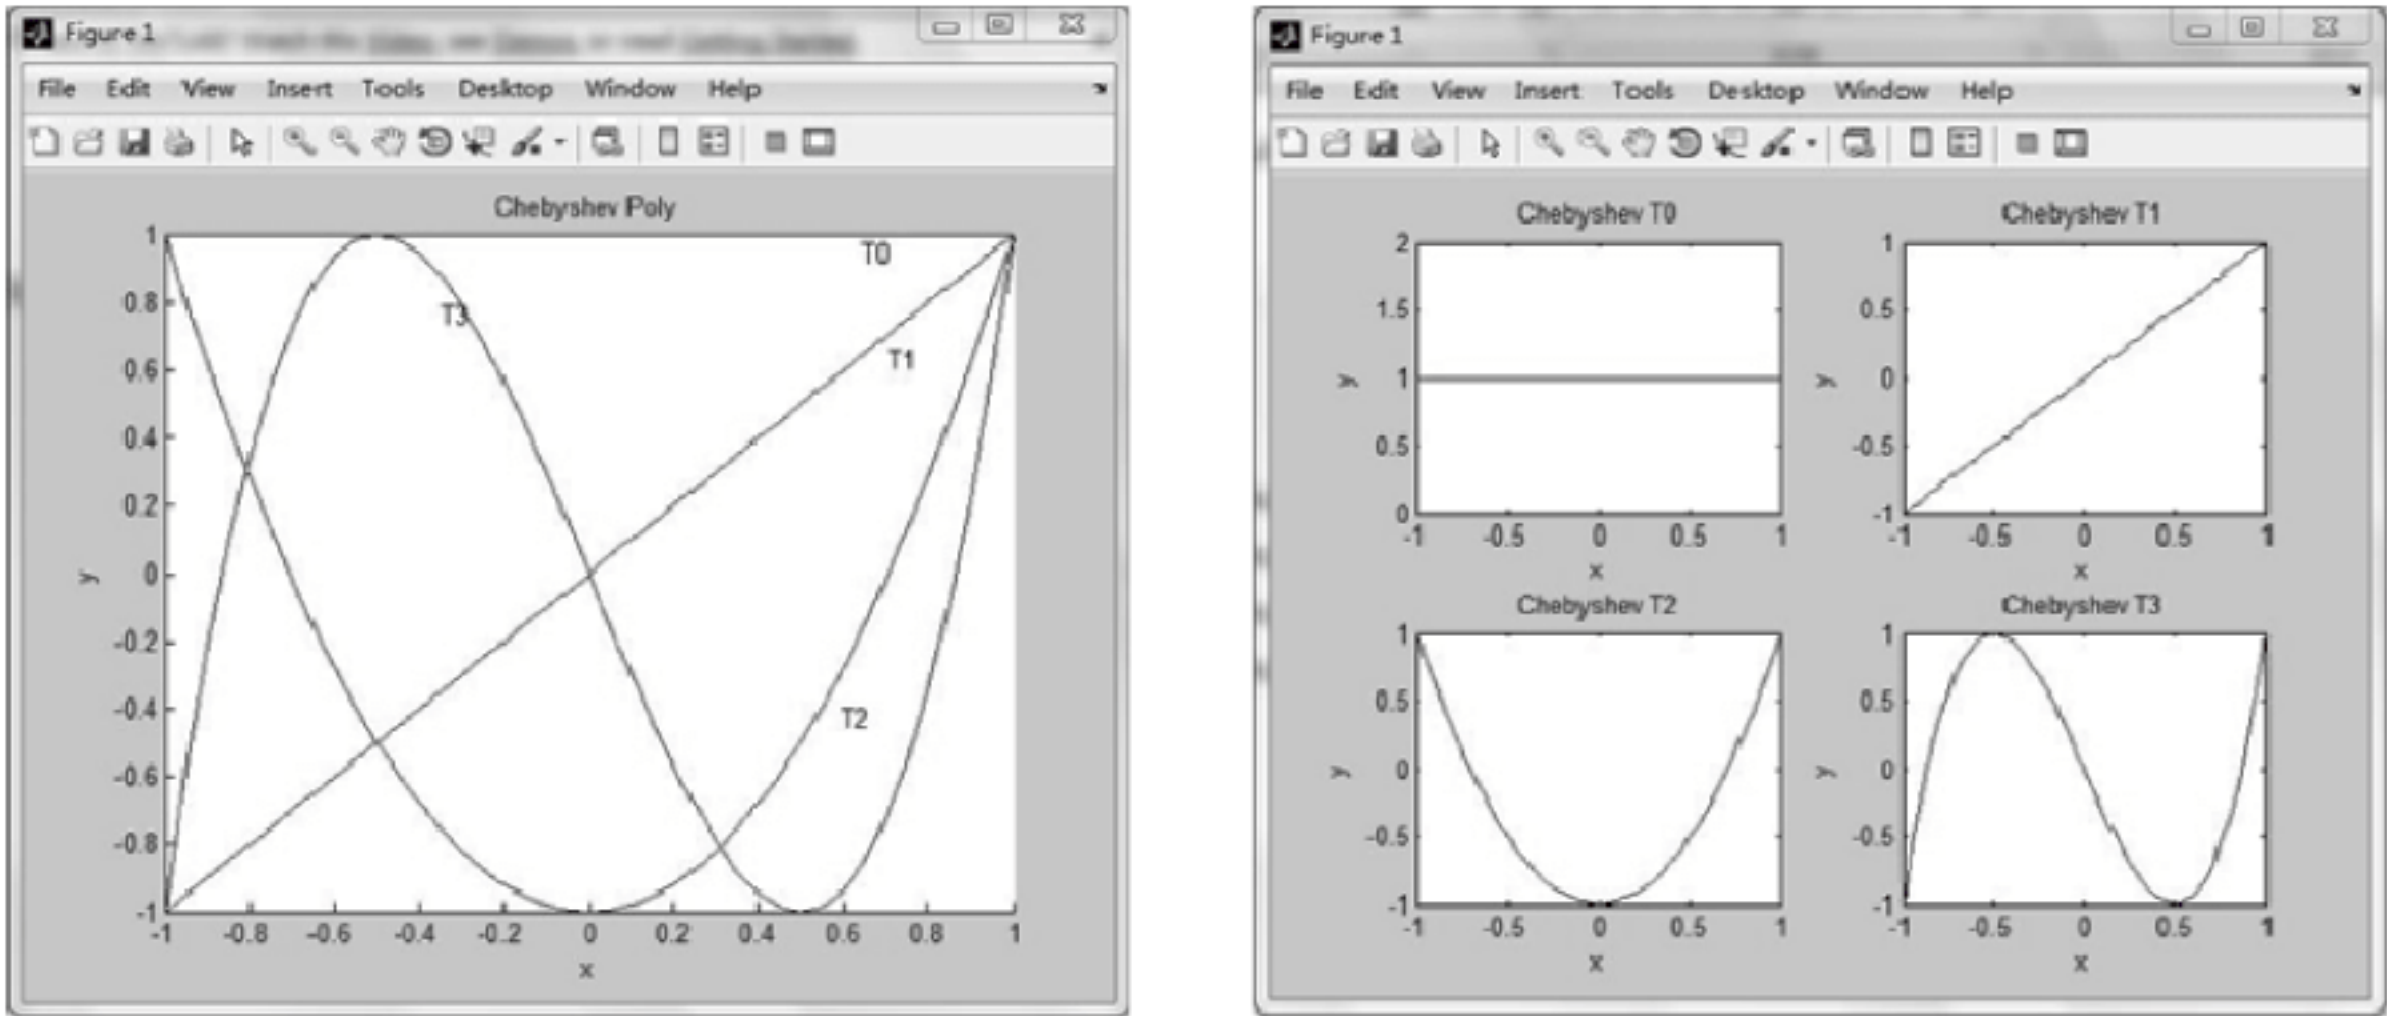 Figure 1
File Edit View Insert Tools Desktop Window Help
Chebyshev Poly
1
0.8
0.6
0.4
0.2
0
-0.2
-0.4
-0.6
-0.8
-1
y
T0
T3
T1
T2
-1 -0.8 -0.6 -0.4 -0.2 0 0.2 0.4 0.6 0.8 1
x
Figure 1
File Edit View Insert Tools Desktop Window Help
Chebyshev T0
2
1.5
1
0.5
0
y
-1 -0.5 0 0.5 1
x
Chebyshev T1
1
0.5
0
-0.5
-1
y
-1 -0.5 0 0.5 1
x
Chebyshev T2
1
0.5
0
-0.5
-1
y
-1 -0.5 0 0.5 1
x
Chebyshev T3
1
0.5
0
-0.5
-1
y
-1 -0.5 0 0.5 1
x